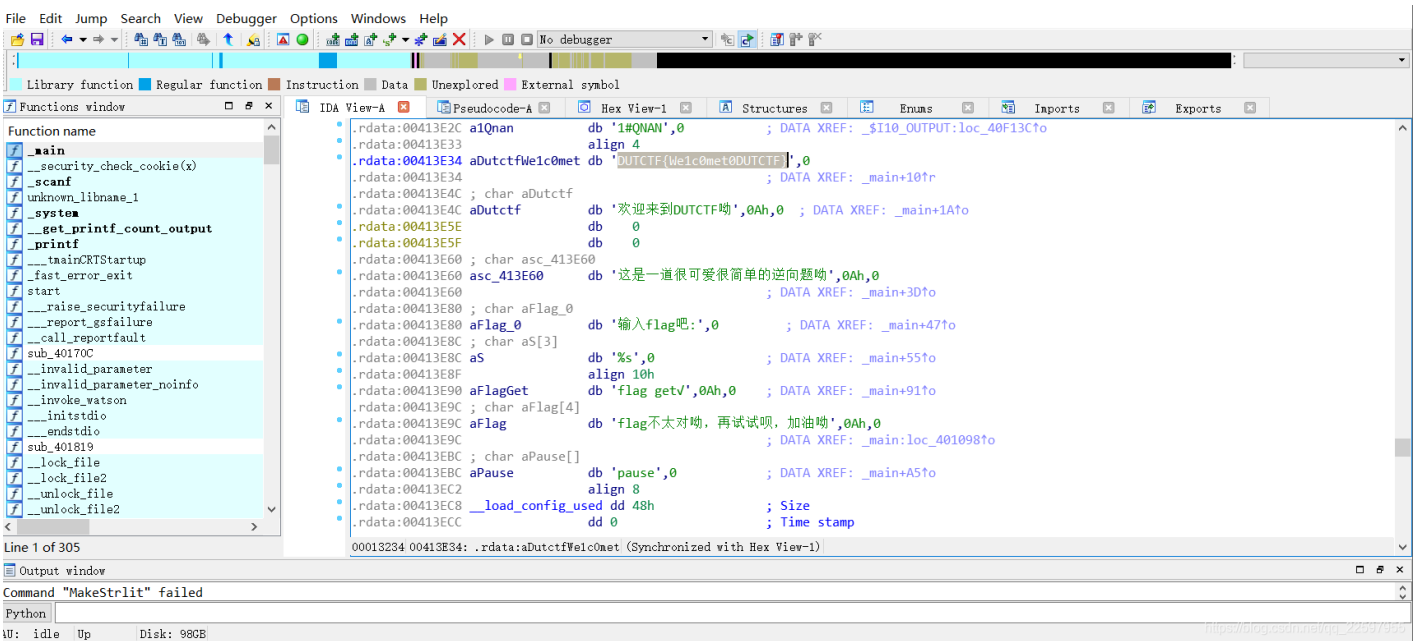 File Edit Jump Search View Debugger Options Windows Help
No debugger
Library function Regular function Instruction Data Unexplored External symbol
Functions window
IDA View-A Pseudocode-A Hex View-1 Structures Enums Imports Exports
Function name
_main
__security_check_cookie(x)
_scanf
unknown_libname_1
_system
__get_printf_count_output
_printf
___tmainCRTStartup
_fast_error_exit
start
___raise_securityfailure
___report_gsfailure
__call_reportfault
sub_40170C
__invalid_parameter
__invalid_parameter_noinfo
__invoke_watson
___initstdio
___endstdio
sub_401819
__lock_file
__lock_file2
__unlock_file
__unlock_file2
Line 1 of 305
.rdata:00413E2C a1Qnan db '1#QNAN',0 ; DATA XREF: _$I10_OUTPUT:loc_40F13C↑o
.rdata:00413E33 align 4
.rdata:00413E34 aDutctfWe1c0met db 'DUTCTF{We1c0met0DUTCTF}',0
.rdata:00413E34 ; DATA XREF: _main+10↑r
.rdata:00413E4C ; char aDutctf
.rdata:00413E4C aDutctf db '欢迎来到DUTCTF呦',0Ah,0 ; DATA XREF: _main+1A↑o
.rdata:00413E5E db 0
.rdata:00413E5F db 0
.rdata:00413E60 ; char asc_413E60
.rdata:00413E60 asc_413E60 db '这是一道很可爱很简单的逆向题呦',0Ah,0
.rdata:00413E60 ; DATA XREF: _main+3D↑o
.rdata:00413E80 ; char aFlag_0
.rdata:00413E80 aFlag_0 db '输入flag吧:',0 ; DATA XREF: _main+47↑o
.rdata:00413E8C ; char aS[3]
.rdata:00413E8C aS db '%s',0 ; DATA XREF: _main+55↑o
.rdata:00413E8F align 10h
.rdata:00413E90 aFlagGet db 'flag get√',0Ah,0 ; DATA XREF: _main+91↑o
.rdata:00413E9C ; char aFlag[4]
.rdata:00413E9C aFlag db 'flag不太对呦，再试试呗，加油呦',0Ah,0
.rdata:00413E9C ; DATA XREF: _main:loc_401098↑o
.rdata:00413EBC ; char aPause[]
.rdata:00413EBC aPause db 'pause',0 ; DATA XREF: _main+A5↑o
.rdata:00413EC2 align 8
.rdata:00413EC8 __load_config_used dd 48h ; Size
.rdata:00413ECC dd 0 ; Time stamp
00013234 00413E34: .rdata:aDutctfWe1c0met (Synchronized with Hex View-1)
Output window
Command "MakeStrlit" failed
Python
AU: idle Up Disk: 98GB